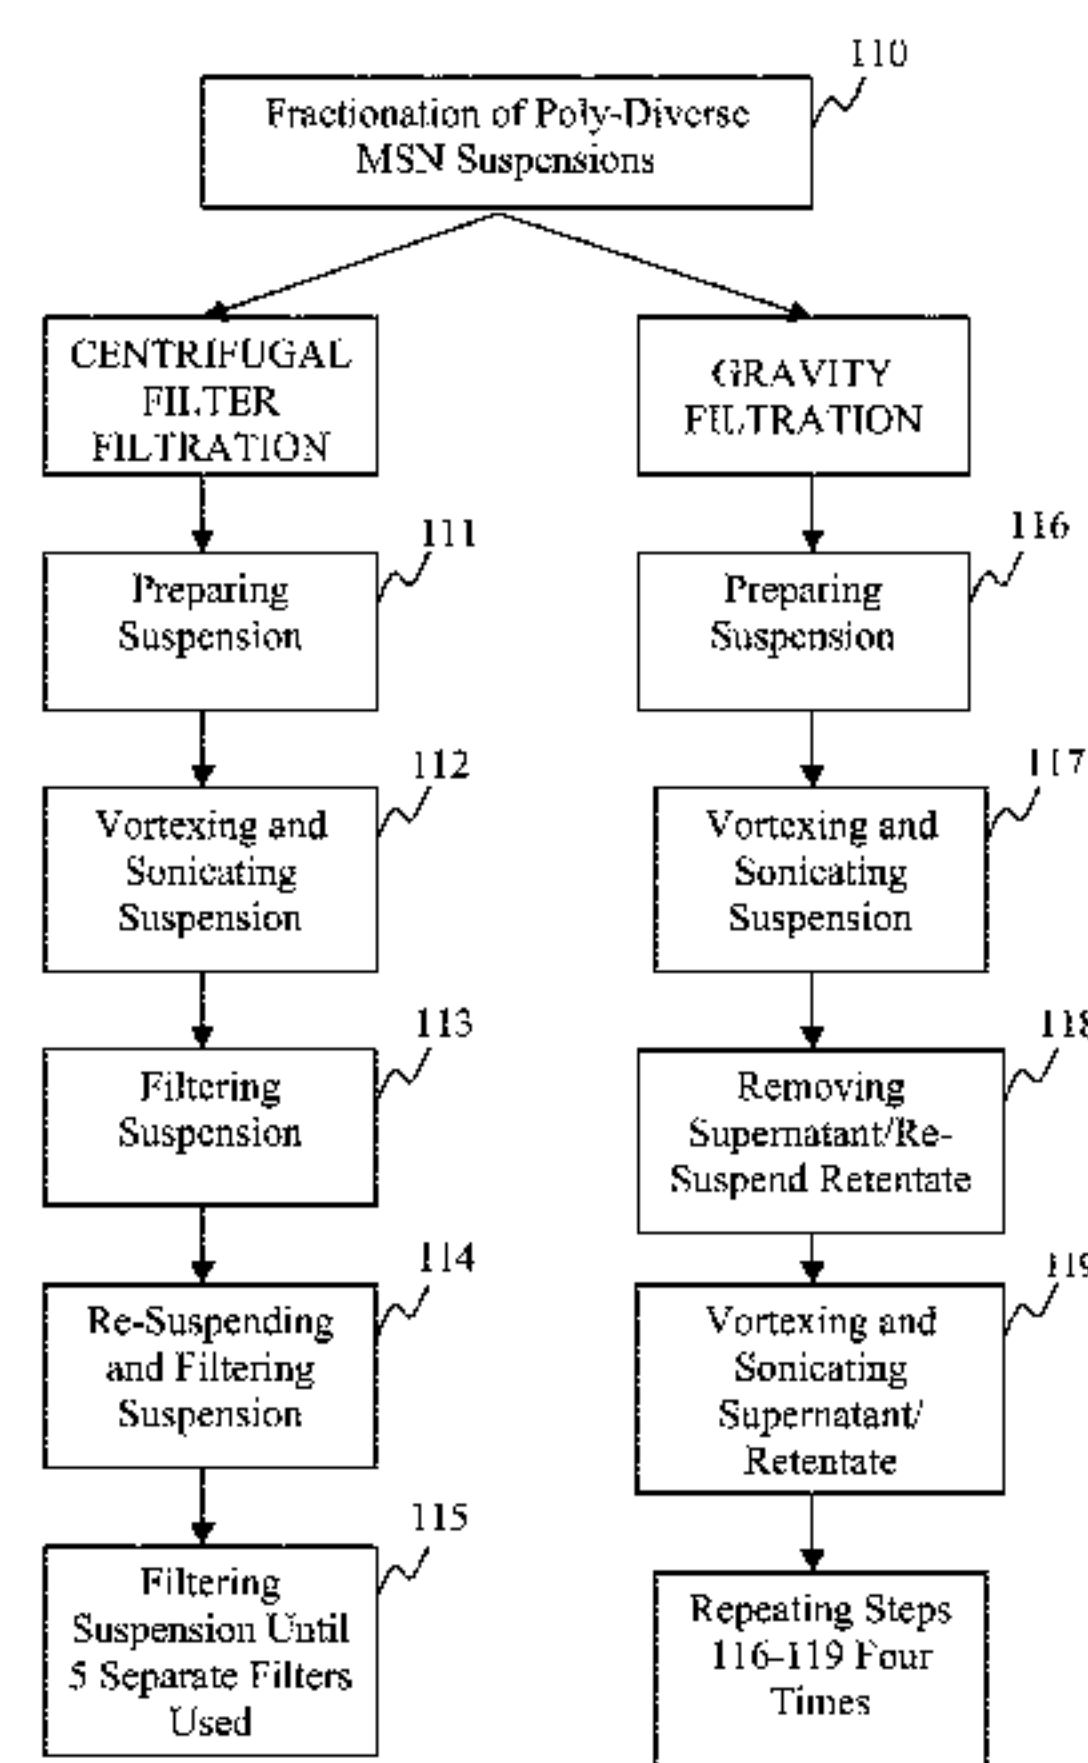 110
Fractionation of Poly-Diverse
MSN Suspensions
CENTRIFUGAL
FILTER
FILTRATION
111
Preparing
Suspension
112
Vortexing and
Sonicating
Suspension
113
Filtering
Suspension
114
Re-Suspending
and Filtering
Suspension
115
Filtering
Suspension Until
5 Separate Filters
Used
GRAVITY
FILTRATION
116
Preparing
Suspension
117
Vortexing and
Sonicating
Suspension
118
Removing
Supernatant/Re-
Suspend Retentate
119
Vortexing and
Sonicating
Supernatant/
Retentate
Repeating Steps
116-119 Four
Times